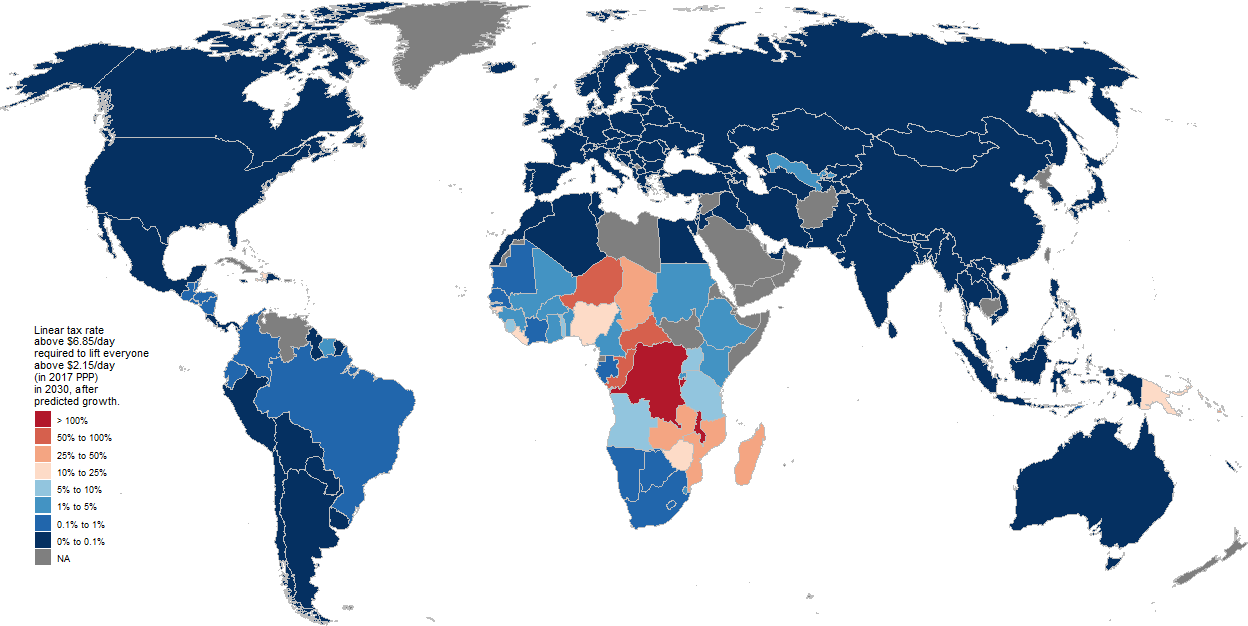 Linear tax rate
above $6.85/day
required to lift everyone
above $2.15/day
(in 2017 PPP)
in 2030, after
predicted growth.
> 100%
50% to 100%
25% to 50%
10% to 25%
5% to 10%
1% to 5%
0.1% to 1%
0% to 0.1%
NA